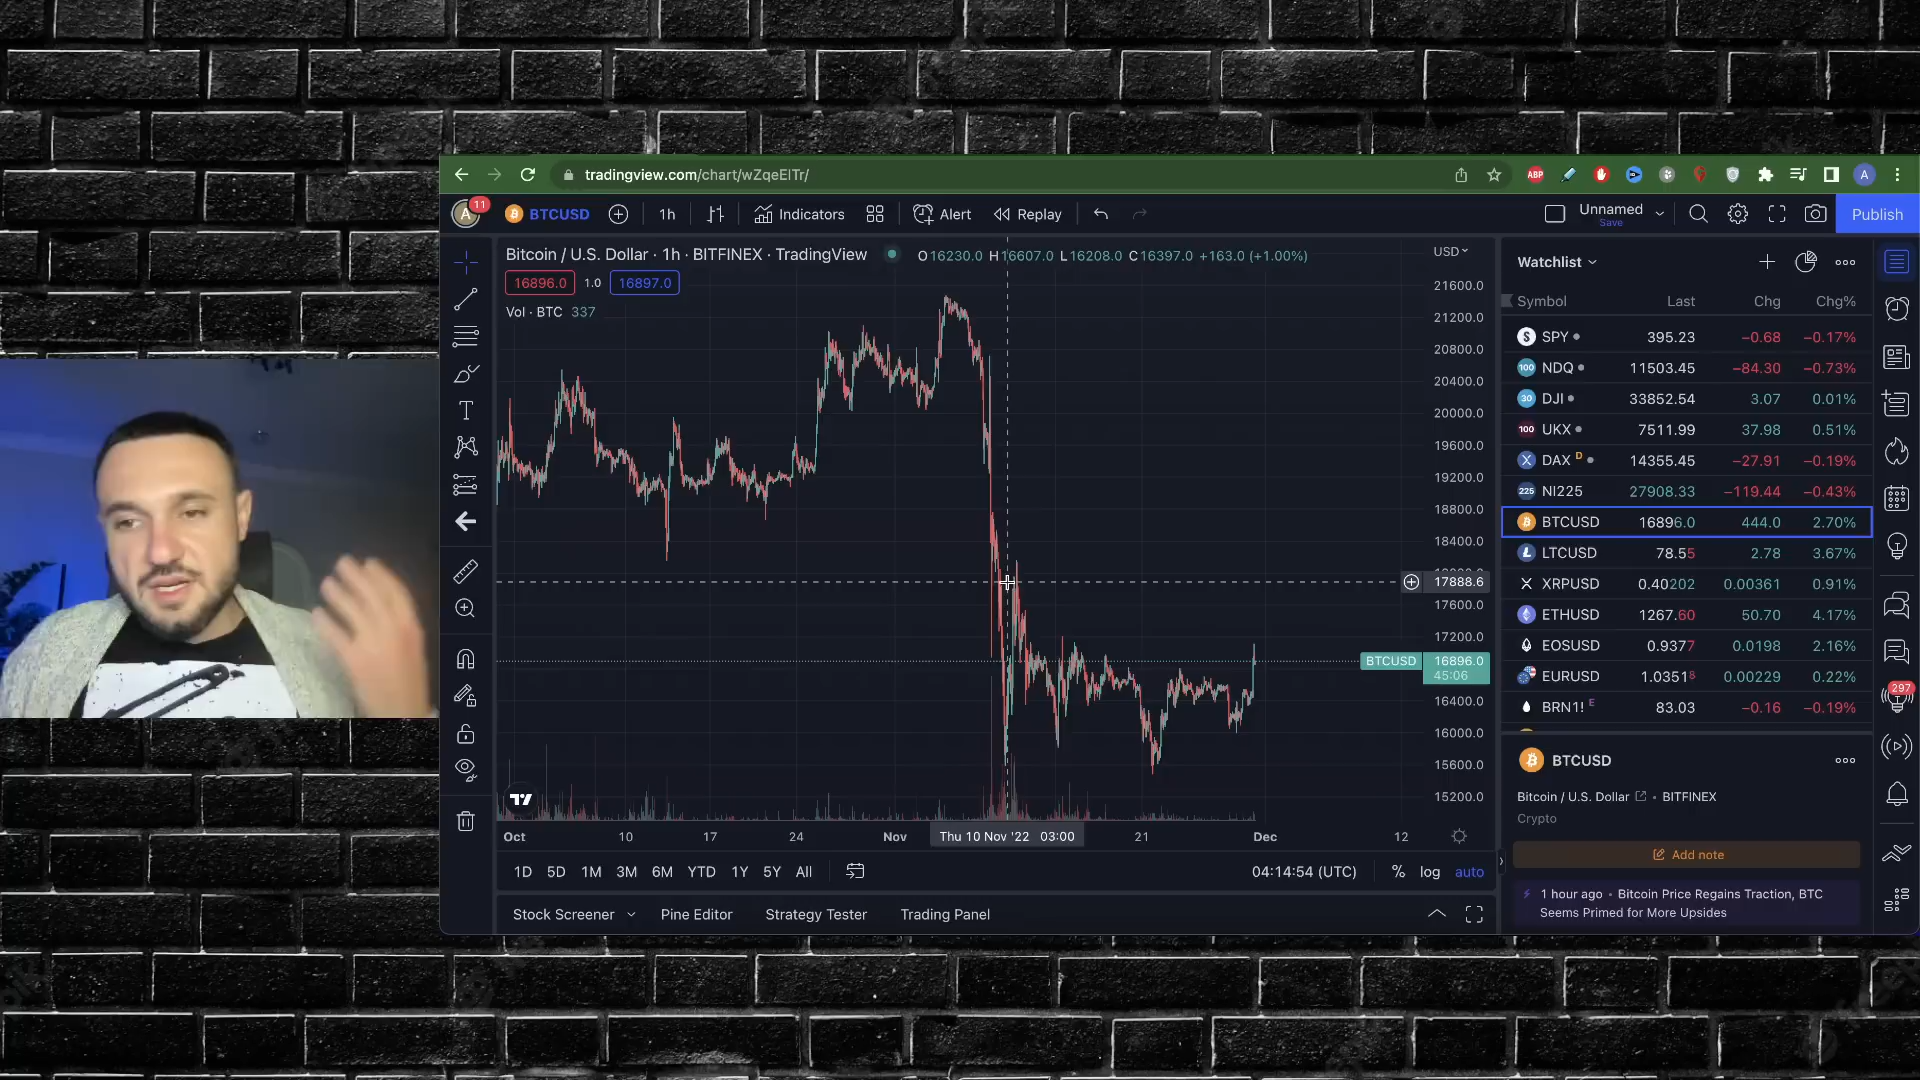 tradingview.com/chart/wZqeEITr/
ABP
A
A 11 BTCUSD 1h Indicators Alert Replay Unnamed Save Publish
Bitcoin / U.S. Dollar · 1h · BITFINEX · TradingView O16230.0 H16607.0 L16208.0 C16397.0 +163.0 (+1.00%)
16896.0 1.0 16897.0
Vol · BTC 337
USD
21600.0
21200.0
20800.0
20400.0
20000.0
19600.0
19200.0
18800.0
18400.0
17888.6
17600.0
17200.0
BTCUSD 16896.0
45:06
16400.0
16000.0
15600.0
15200.0
Oct 10 17 24 Nov Thu 10 Nov '22 03:00 21 Dec 12
1D 5D 1M 3M 6M YTD 1Y 5Y All 04:14:54 (UTC) % log auto
Stock Screener Pine Editor Strategy Tester Trading Panel
Watchlist
Symbol Last Chg Chg%
S SPY 395.23 −0.68 −0.17%
100 NDQ 11503.45 −84.30 −0.73%
30 DJI 33852.54 3.07 0.01%
100 UKX 7511.99 37.98 0.51%
X DAX D 14355.45 −27.91 −0.19%
225 NI225 27908.33 −119.44 −0.43%
BTCUSD 16896.0 444.0 2.70%
LTCUSD 78.55 2.78 3.67%
XRPUSD 0.40202 0.00361 0.91%
ETHUSD 1267.60 50.70 4.17%
EOSUSD 0.9377 0.0198 2.16%
EURUSD 1.03518 0.00229 0.22%
BRN1! E 83.03 −0.16 −0.19%
297
BTCUSD
Bitcoin / U.S. Dollar • BITFINEX
Crypto
Add note
1 hour ago • Bitcoin Price Regains Traction, BTC
Seems Primed for More Upsides